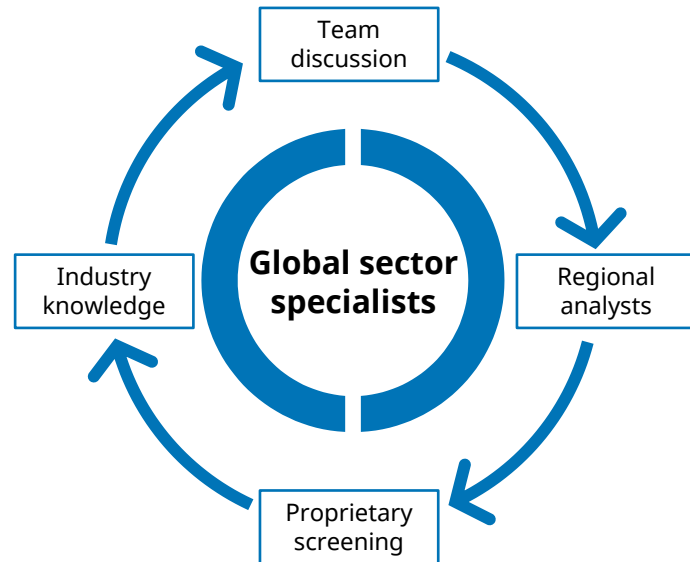 Team
discussion
Global sector
specialists
Industry
knowledge
Regional
analysts
Proprietary
screening